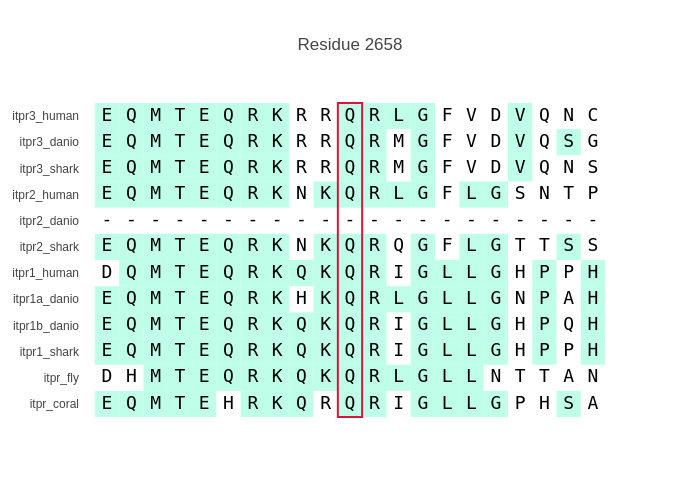 Residue 2658
itpr3_human E Q M T E Q R K R R Q R L G F V D V Q N C
itpr3_danio E Q M T E Q R K R R Q R M G F V D V Q S G
itpr3_shark E Q M T E Q R K R R Q R M G F V D V Q N S
itpr2_human E Q M T E Q R K N K Q R L G F L G S N T P
itpr2_danio - - - - - - - - - - - - - - - - - - - - -
itpr2_shark E Q M T E Q R K N K Q R Q G F L G T T S S
itpr1_human D Q M T E Q R K Q K Q R I G L L G H P P H
itpr1a_danio E Q M T E Q R K H K Q R L G L L G N P A H
itpr1b_danio E Q M T E Q R K Q K Q R I G L L G H P Q H
itpr1_shark E Q M T E Q R K Q K Q R I G L L G H P P H
itpr_fly D H M T E Q R K Q K Q R L G L L N T T A N
itpr_coral E Q M T E H R K Q R Q R I G L L G P H S A